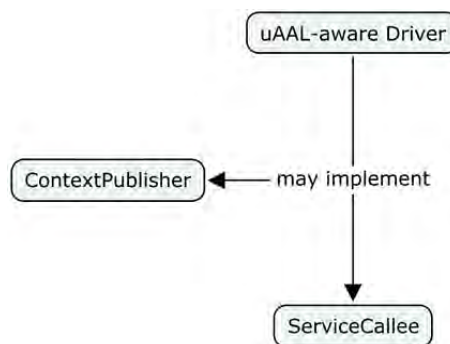 uAAL-aware Driver
ContextPublisher
may implement
ServiceCallee